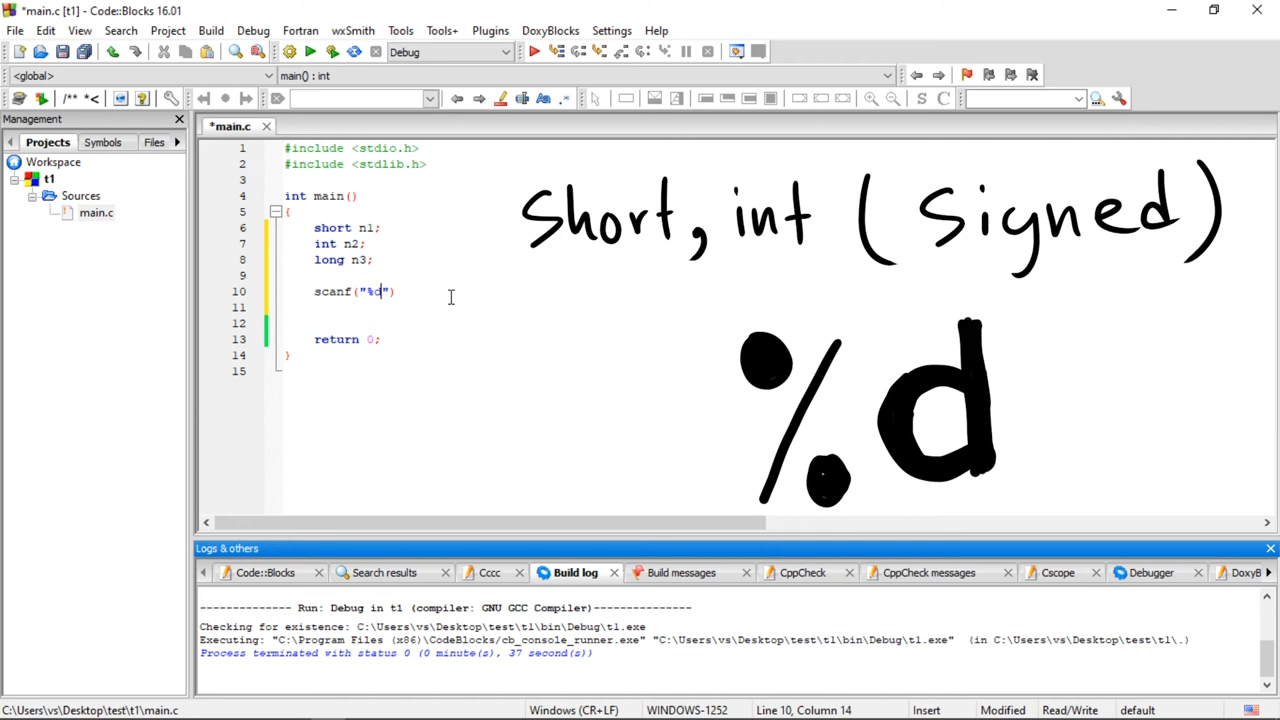 *main.c [t1] - Code::Blocks 16.01
File Edit View Search Project Build Debug Fortran wxSmith Tools Tools+ Plugins DoxyBlocks Settings Help
Debug
<global> main() : int
/** *< Aa .* S C
Management
Projects Symbols Files
*main.c
Workspace
t1
Sources
main.c
1 #include <stdio.h>
2 #include <stdlib.h>
3
4 int main()
5 {
6 short n1;
7 int n2;
8 long n3;
9
10 scanf("%d")
11
12
13 return 0;
14 }
15
Short, int (Signed)
%d
Logs & others
Code::Blocks Search results Cccc Build log Build messages CppCheck CppCheck messages Cscope Debugger DoxyB
-------------- Run: Debug in t1 (compiler: GNU GCC Compiler)---------------
Checking for existence: C:\Users\vs\Desktop\test\t1\bin\Debug\t1.exe
Executing: "C:\Program Files (x86)\CodeBlocks/cb_console_runner.exe" "C:\Users\vs\Desktop\test\t1\bin\Debug\t1.exe" (in C:\Users\vs\Desktop\test\t1\.)
Process terminated with status 0 (0 minute(s), 37 second(s))
C:\Users\vs\Desktop\test\t1\main.c Windows (CR+LF) WINDOWS-1252 Line 10, Column 14 Insert Modified Read/Write default